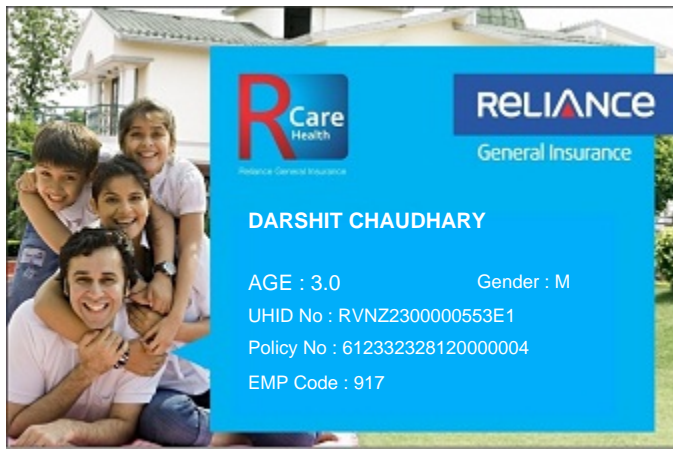 R Care
Health
Reliance General Insurance
RELIANCE
General Insurance
DARSHIT CHAUDHARY
AGE : 3.0 Gender : M
UHID No : RVNZ2300000553E1
Policy No : 612332328120000004
EMP Code : 917